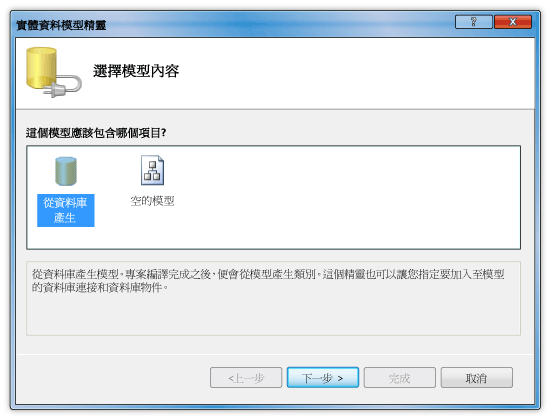 實體資料模型精靈
選擇模型內容
這個模型應該包含哪個項目?
從資料庫
產生
空的模型
從資料庫產生模型。專案編譯完成之後，便會從模型產生類別。這個精靈也可以讓您指定要加入至模型
的資料庫連接和資料庫物件。
<上一步
下一步 >
完成
取消